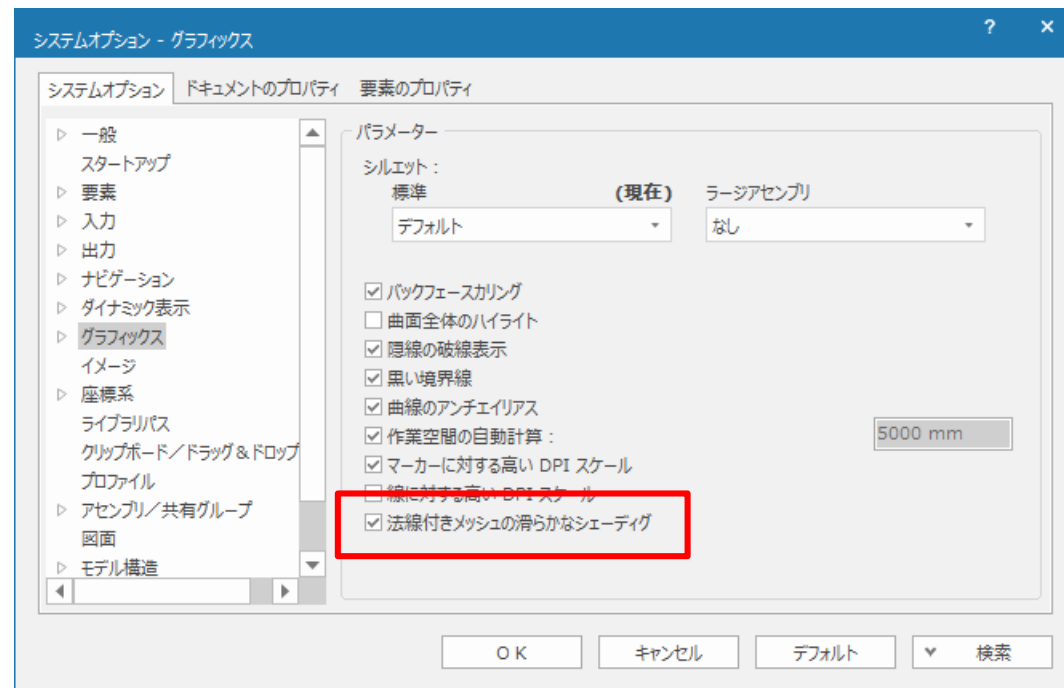 システムオプション - グラフィックス
? ×
システムオプション ドキュメントのプロパティ 要素のプロパティ
一般
スタートアップ
要素
入力
出力
ナビゲーション
ダイナミック表示
グラフィックス
イメージ
座標系
ライブラリパス
クリップボード/ドラッグ&ドロップ
プロファイル
アセンブリ/共有グループ
図面
モデル構造
パラメーター
シルエット:
標準 (現在) ラージアセンブリ
デフォルト なし
バックフェースカリング
曲面全体のハイライト
隠線の破線表示
黒い境界線
曲線のアンチエイリアス
作業空間の自動計算: 5000 mm
マーカーに対する高い DPI スケール
線に対する高い DPI スケール
法線付きメッシュの滑らかなシェーディグ
OK キャンセル デフォルト 検索